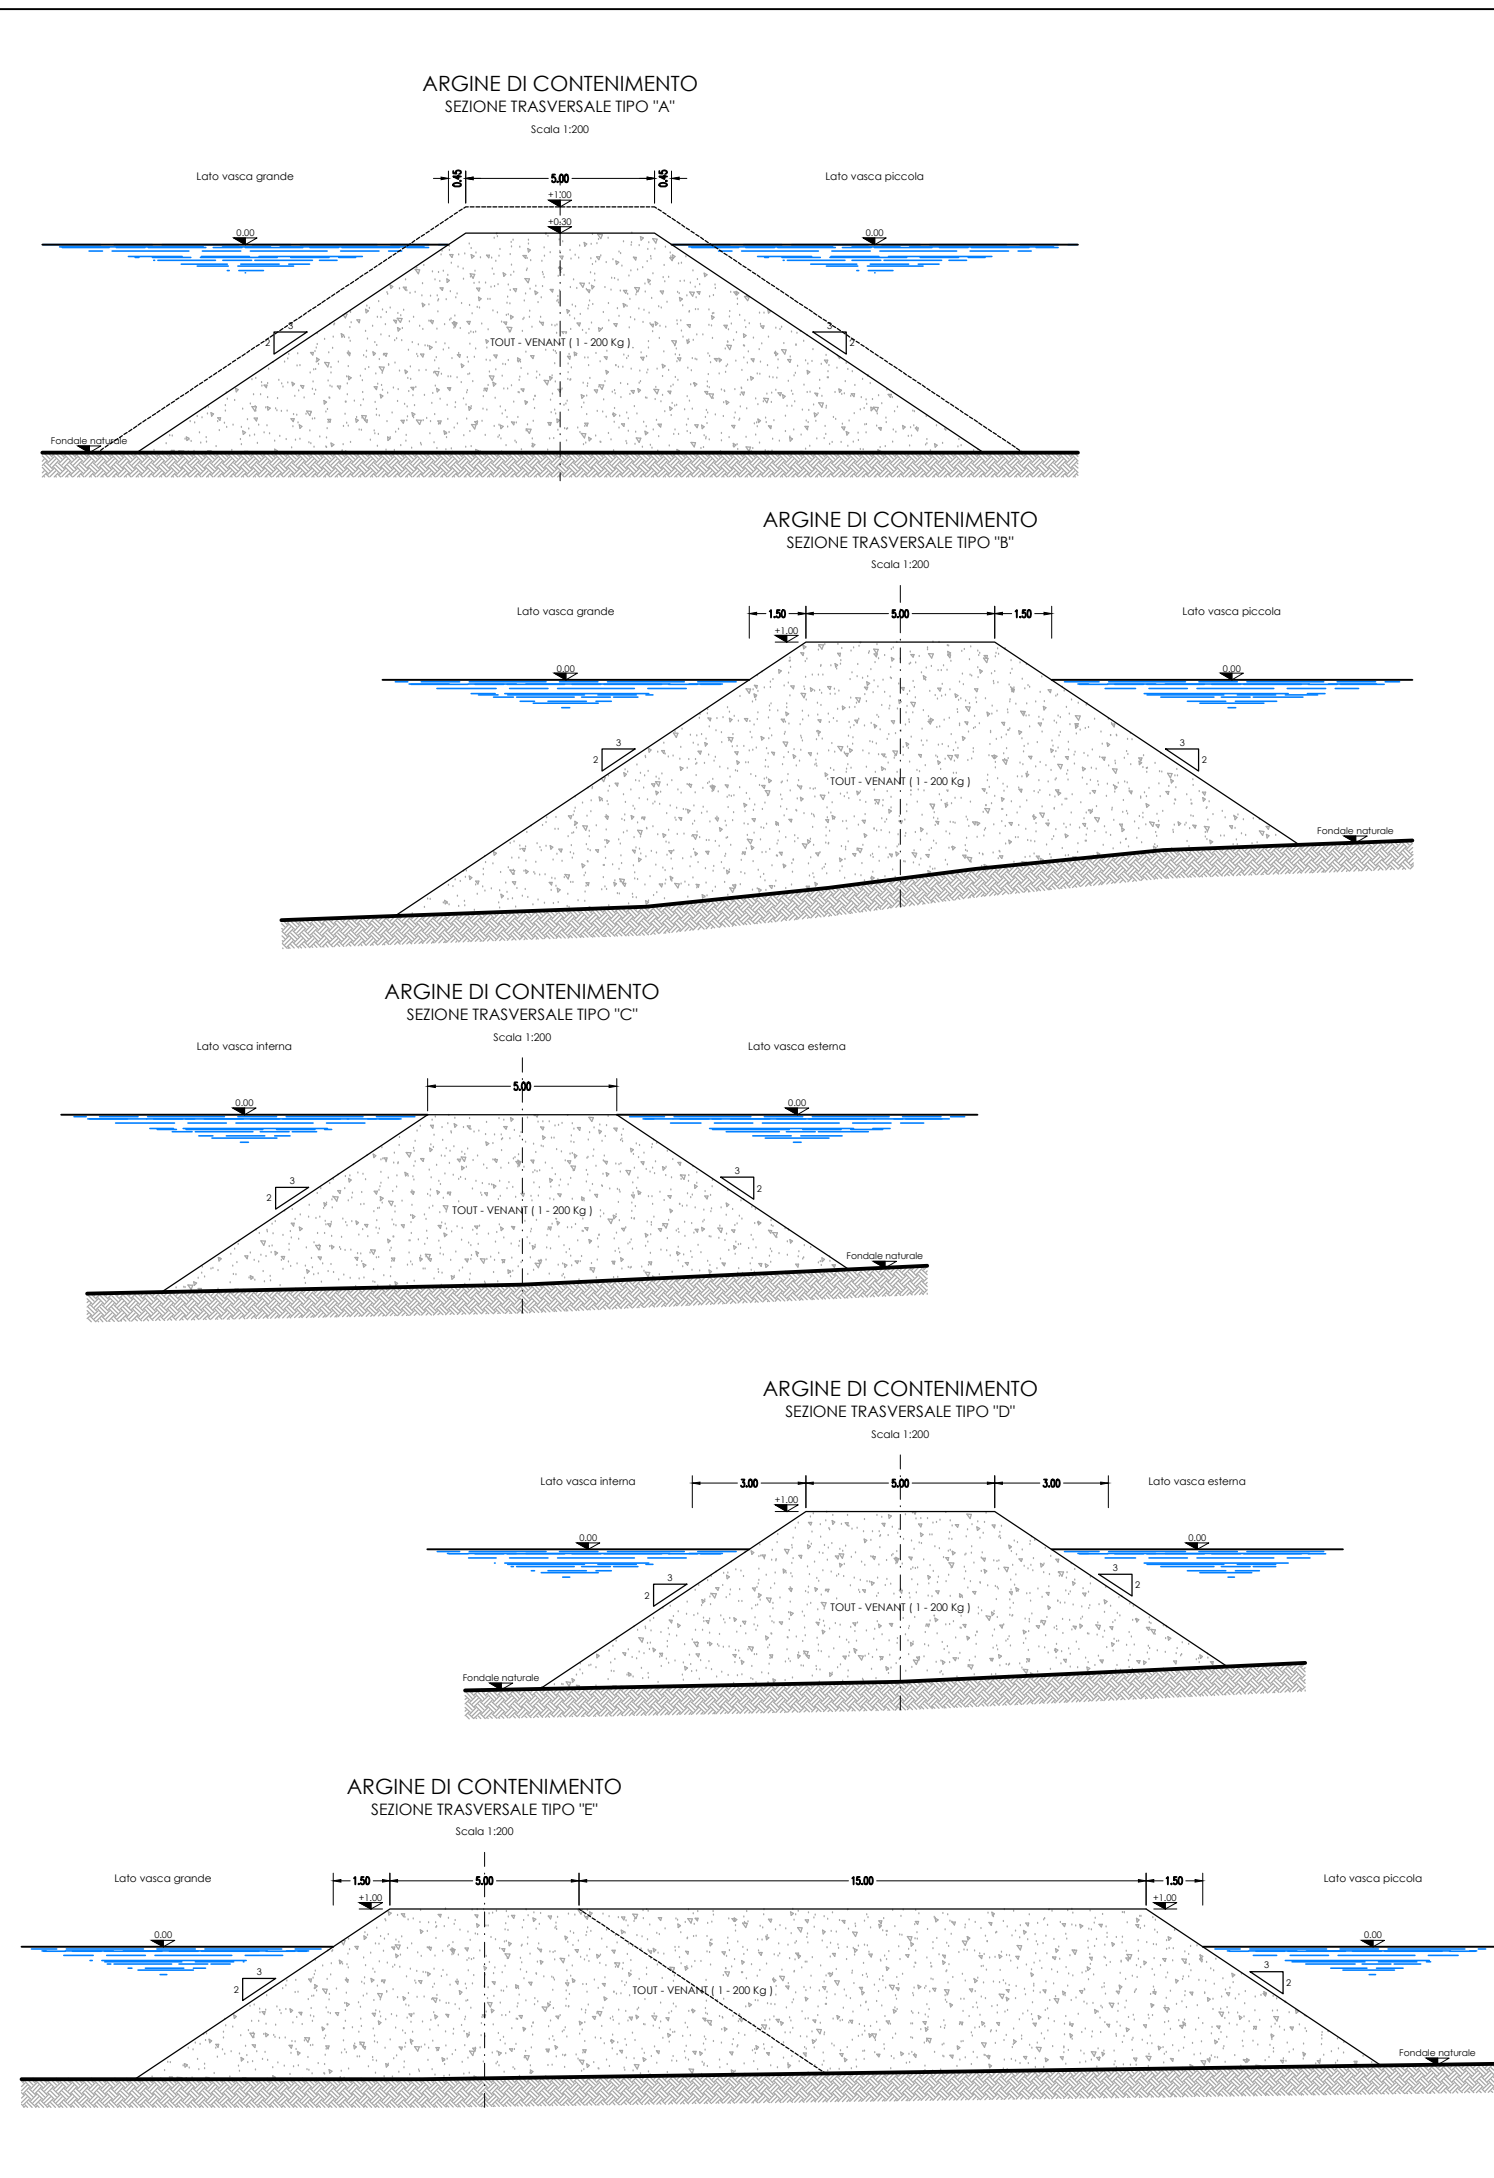 ARGINE DI CONTENIMENTO
SEZIONE TRASVERSALE TIPO "A"
Scala 1:200
Lato vasca grande
0.45
5.00
0.45
Lato vasca piccola
+1.00
+0.30
0.00
0.00
3
2
3
2
TOUT - VENANT ( 1 - 200 Kg )
Fondale naturale
ARGINE DI CONTENIMENTO
SEZIONE TRASVERSALE TIPO "B"
Scala 1:200
Lato vasca grande
1.50
5.00
1.50
Lato vasca piccola
+1.00
0.00
0.00
3
2
3
2
TOUT - VENANT ( 1 - 200 Kg )
Fondale naturale
ARGINE DI CONTENIMENTO
SEZIONE TRASVERSALE TIPO "C"
Scala 1:200
Lato vasca interna
Lato vasca esterna
5.00
0.00
0.00
3
2
3
2
TOUT - VENANT ( 1 - 200 Kg )
Fondale naturale
ARGINE DI CONTENIMENTO
SEZIONE TRASVERSALE TIPO "D"
Scala 1:200
Lato vasca interna
3.00
5.00
3.00
Lato vasca esterna
+1.00
0.00
0.00
3
2
3
2
TOUT - VENANT ( 1 - 200 Kg )
Fondale naturale
ARGINE DI CONTENIMENTO
SEZIONE TRASVERSALE TIPO "E"
Scala 1:200
Lato vasca grande
1.50
5.00
15.00
1.50
Lato vasca piccola
+1.00
+1.00
0.00
0.00
3
2
3
2
TOUT - VENANT ( 1 - 200 Kg )
Fondale naturale